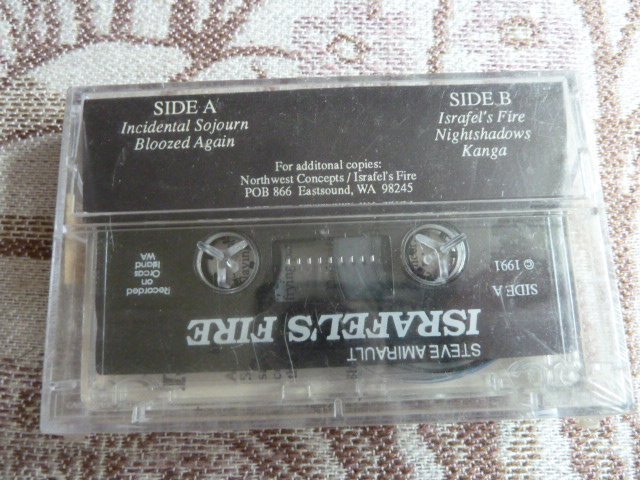 SIDE A
Incidental Sojourn
Bloozed Again
SIDE B
Israfel's Fire
Nightshadows
Kanga
For additonal copies:
Northwest Concepts / Israfel's Fire
POB 866 Eastsound, WA 98245
STEVE AMIRAULT
ISRAFEL'S FIRE
SIDE A
© 1991
Recorded
on
Orcas
Island
WA